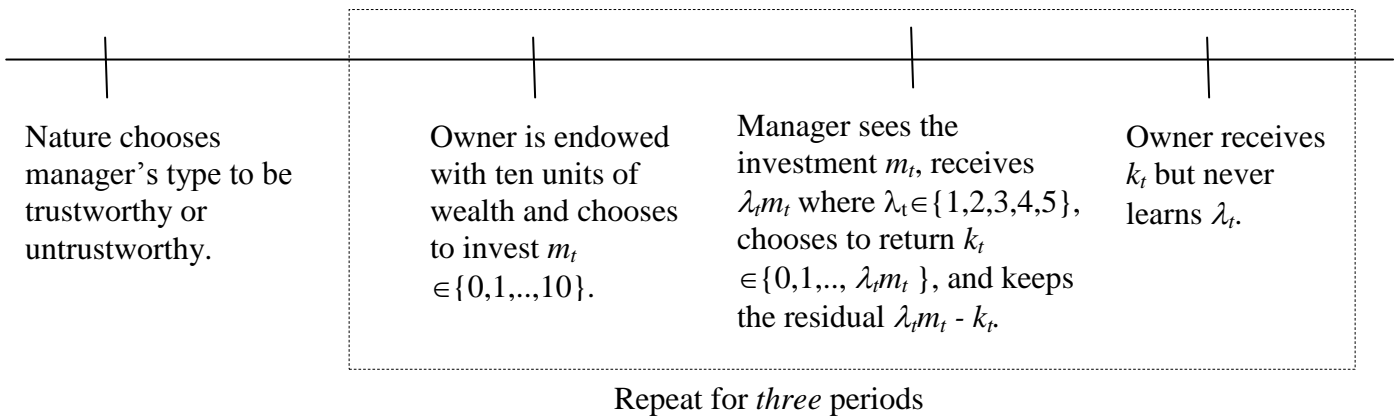 Nature chooses
manager’s type to be
trustworthy or
untrustworthy.
Owner is endowed
with ten units of
wealth and chooses
to invest mₜ
∈{0,1,..,10}.
Manager sees the
investment mₜ, receives
λₜmₜ where λₜ∈{1,2,3,4,5},
chooses to return kₜ
∈{0,1,.., λₜmₜ }, and keeps
the residual λₜmₜ - kₜ.
Owner receives
kₜ but never
learns λₜ.
Repeat for three periods